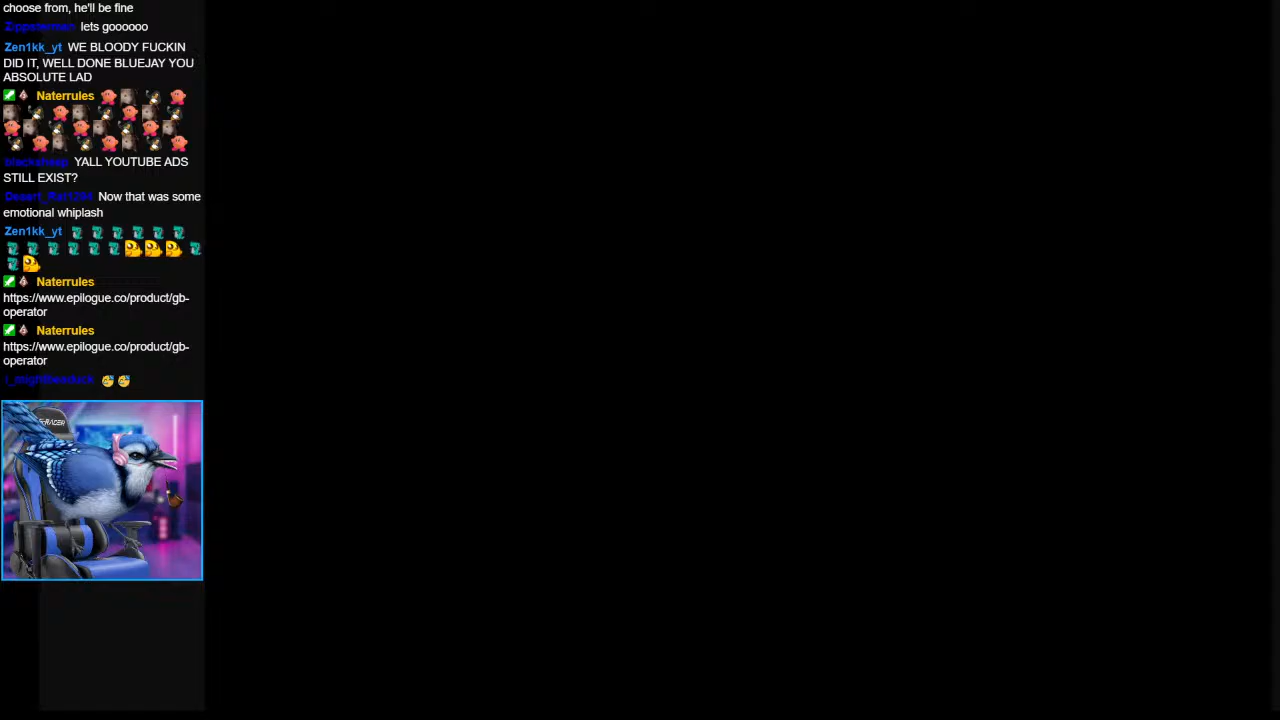 choose from, he'll be fine
Zippserman lets goooooo
Zen1kk_yt WE BLOODY FUCKIN
DID IT, WELL DONE BLUEJAY YOU
ABSOLUTE LAD
Naterrules
YALL YOUTUBE ADS
STILL EXIST?
Now that was some
emotional whiplash
Zen1kk_yt
Naterrules
https://www.epilogue.co/product/gb-
operator
Naterrules
https://www.epilogue.co/product/gb-
operator